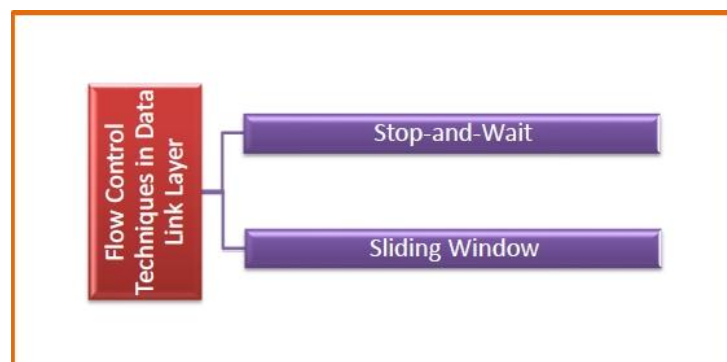 Flow Control
Techniques in Data
Link Layer
Stop-and-Wait
Sliding Window